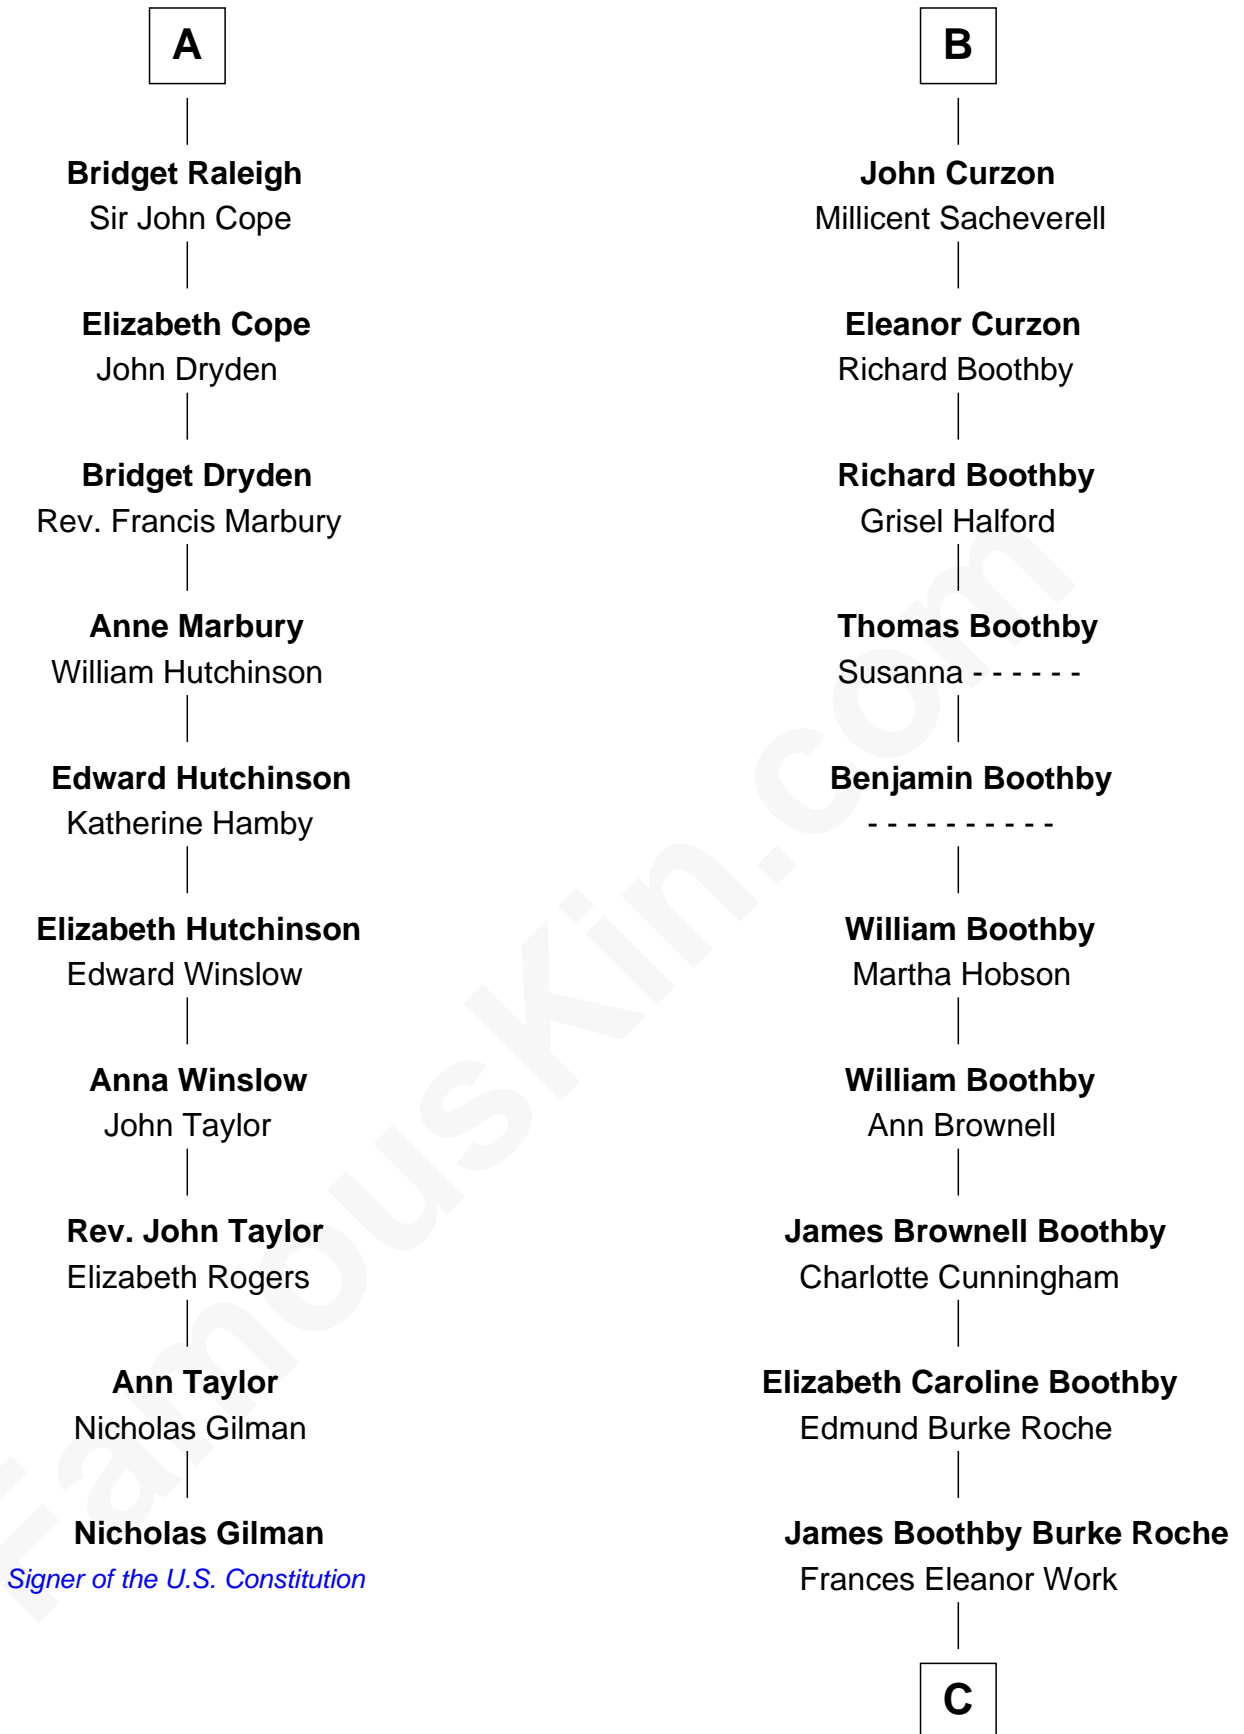 A
Bridget Raleigh
Sir John Cope
Elizabeth Cope
John Dryden
Bridget Dryden
Rev. Francis Marbury
Anne Marbury
William Hutchinson
Edward Hutchinson
Katherine Hamby
Elizabeth Hutchinson
Edward Winslow
Anna Winslow
John Taylor
Rev. John Taylor
Elizabeth Rogers
Ann Taylor
Nicholas Gilman
Nicholas Gilman
Signer of the U.S. Constitution
B
John Curzon
Millicent Sacheverell
Eleanor Curzon
Richard Boothby
Richard Boothby
Grisel Halford
Thomas Boothby
Susanna - - - - - -
Benjamin Boothby
- - - - - - - - - -
William Boothby
Martha Hobson
William Boothby
Ann Brownell
James Brownell Boothby
Charlotte Cunningham
Elizabeth Caroline Boothby
Edmund Burke Roche
James Boothby Burke Roche
Frances Eleanor Work
C
FamousKin.com